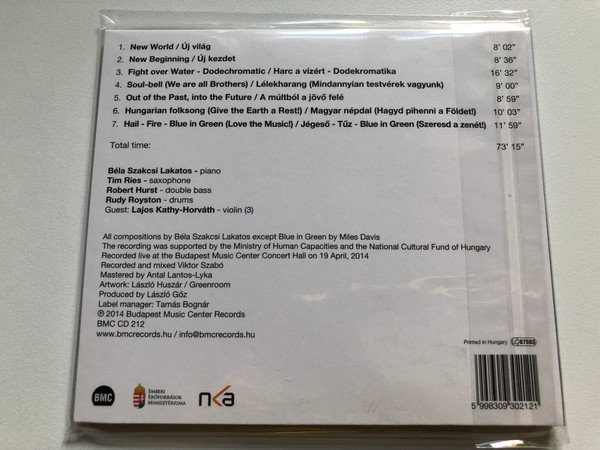 1. New World / Új világ 8' 02"
2. New Beginning / Új kezdet 8' 36"
3. Fight over Water - Dodechromatic / Harc a vízért - Dodekromatika 16' 32"
4. Soul-bell (We are all Brothers) / Lélekharang (Mindannyian testvérek vagyunk) 9' 00"
5. Out of the Past, into the Future / A múltból a jövő felé 8' 59"
6. Hungarian folksong (Give the Earth a Rest!) / Magyar népdal (Hagyd pihenni a Földet!) 10' 03"
7. Hail - Fire - Blue in Green (Love the Music!) / Jégeső - Tűz - Blue in Green (Szeresd a zenét!) 11' 59"
Total time: 73' 15"
Béla Szakcsi Lakatos - piano
Tim Ries - saxophone
Robert Hurst - double bass
Rudy Royston - drums
Guest: Lajos Kathy-Horváth - violin (3)
All compositions by Béla Szakcsi Lakatos except Blue in Green by Miles Davis
The recording was supported by the Ministry of Human Capacities and the National Cultural Fund of Hungary
Recorded live at the Budapest Music Center Concert Hall on 19 April, 2014
Recorded and mixed Viktor Szabó
Mastered by Antal Lantos-Lyka
Artwork: László Huszár / Greenroom
Produced by László Gőz
Label manager: Tamás Bognár
℗ 2014 Budapest Music Center Records
BMC CD 212
www.bmcrecords.hu / info@bmcrecords.hu
Printed in Hungary LC 07583
BMC
EMBERI
ERŐFORRÁSOK
MINISZTÉRIUMA
nka
5 998309 302121